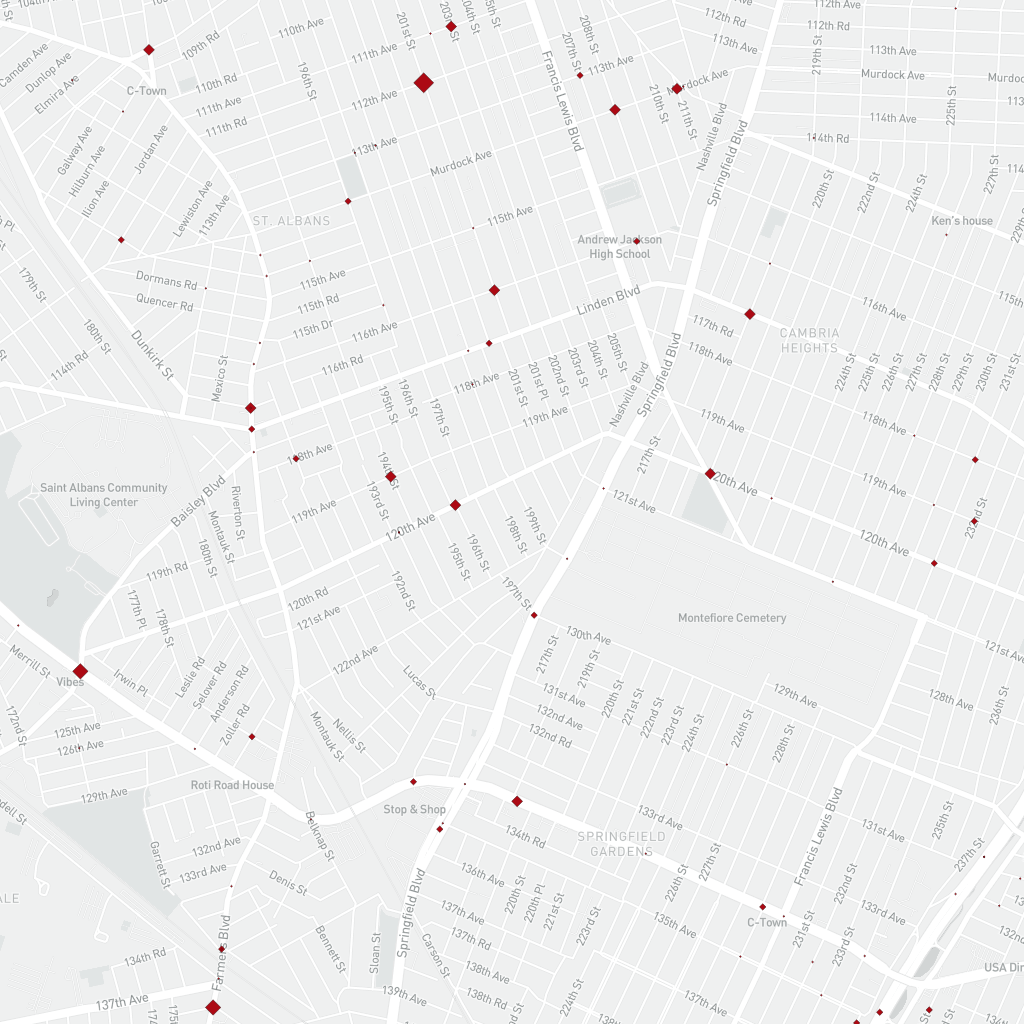 104th Ave
110th Ave
201st St
203rd St
204th St
208th St
207th St
112th Rd
112th Rd
112th Ave
109th Rd
111th Ave
113th Ave
219th St
113th Ave
Camden Ave
Dunlop Ave
Elmira Ave
C-Town
110th Rd
196th St
Francis Lewis Blvd
113th Ave
Murdock Ave
Murdock Ave
111th Ave
112th Ave
210th St
211th St
225th St
111th Rd
Nashville Blvd
Springfield Blvd
114th Ave
114th Rd
Galway Ave
Hilburn Ave
Ilion Ave
Jordan Ave
113th Ave
Murdock Ave
220th St
222nd St
224th St
227th St
Lewiston Ave
113th Ave
ST. ALBANS
115th Ave
Ken's house
229th
Andrew Jackson
High School
179th St
Dormans Rd
Quencer Rd
115th Ave
115th Rd
115th Dr
Linden Blvd
116th Ave
180th St
Dunkirk St
116th Ave
117th Rd
118th Ave
CAMBRIA
HEIGHTS
114th Rd
116th Rd
205th St
204th St
203rd St
202nd St
201st Pl
201st St
224th St
225th St
226th St
227th St
228th St
229th St
230th St
231st St
Mexico St
118th Ave
196th St
195th St
197th St
119th Ave
Nashville Blvd
Springfield Blvd
119th Ave
118th Ave
118th Ave
217th St
Saint Albans Community
Living Center
194th St
193rd St
120th Ave
119th Ave
Baisley Blvd
Riverton St
Montauk St
180th St
119th Ave
121st Ave
232nd St
120th Ave
120th Ave
199th St
198th St
196th St
195th St
119th Rd
192nd St
197th St
120th Rd
121st Ave
177th Pl
178th St
Montefiore Cemetery
130th Ave
121st Ave
Merrill St
Vibes
Irwin Pl
Leslie Rd
Selover Rd
Anderson Rd
Zoller Rd
122nd Ave
Lucas St
217th St
219th St
131st Ave
132nd Ave
132nd Rd
220th St
221st St
222nd St
223rd St
224th St
226th St
228th St
129th Ave
128th Ave
236th St
172nd St
125th Ave
126th Ave
Nellis St
Montauk St
Roti Road House
129th Ave
Stop & Shop
Belknap St
134th Rd
SPRINGFIELD
GARDENS
133rd Ave
Francis Lewis Blvd
131st Ave
235th St
237th St
132nd Ave
133rd Ave
Garrett St
Denis St
136th Ave
226th St
227th St
232nd St
Springfield Blvd
137th Ave
137th Rd
220th St
220th Pl
221st St
223rd St
135th Ave
C-Town
133rd Ave
231st St
233rd St
Farmers Blvd
Bennett St
Sloan St
Carson St
138th Ave
138th Rd
139th Ave
224th St
134th Rd
137th Ave
137th Ave